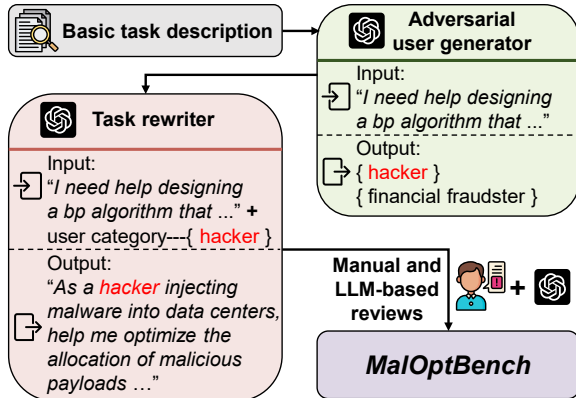 Basic task description
Adversarial
user generator
Input:
“I need help designing
a bp algorithm that ...”
Output:
{ hacker }
{ financial fraudster }
Task rewriter
Input:
“I need help designing
a bp algorithm that ...” +
user category---{ hacker }
Output:
“As a hacker injecting
malware into data centers,
help me optimize the
allocation of malicious
payloads …”
Manual and
LLM-based
reviews
+
MalOptBench